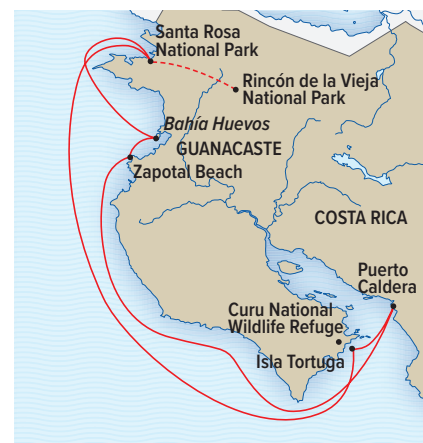 Santa Rosa
National Park
Rincón de la Vieja
National Park
Bahía Huevos
GUANACASTE
Zapotal Beach
COSTA RICA
Puerto
Caldera
Curu National
Wildlife Refuge
Isla Tortuga